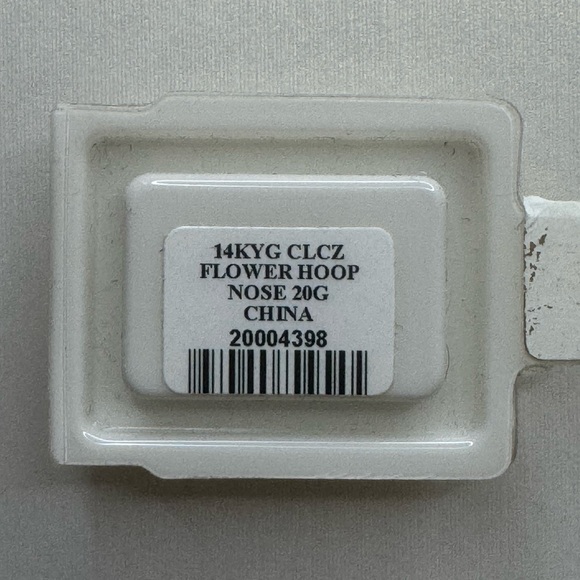 14KYG CLCZ
FLOWER HOOP
NOSE 20G
CHINA
20004398